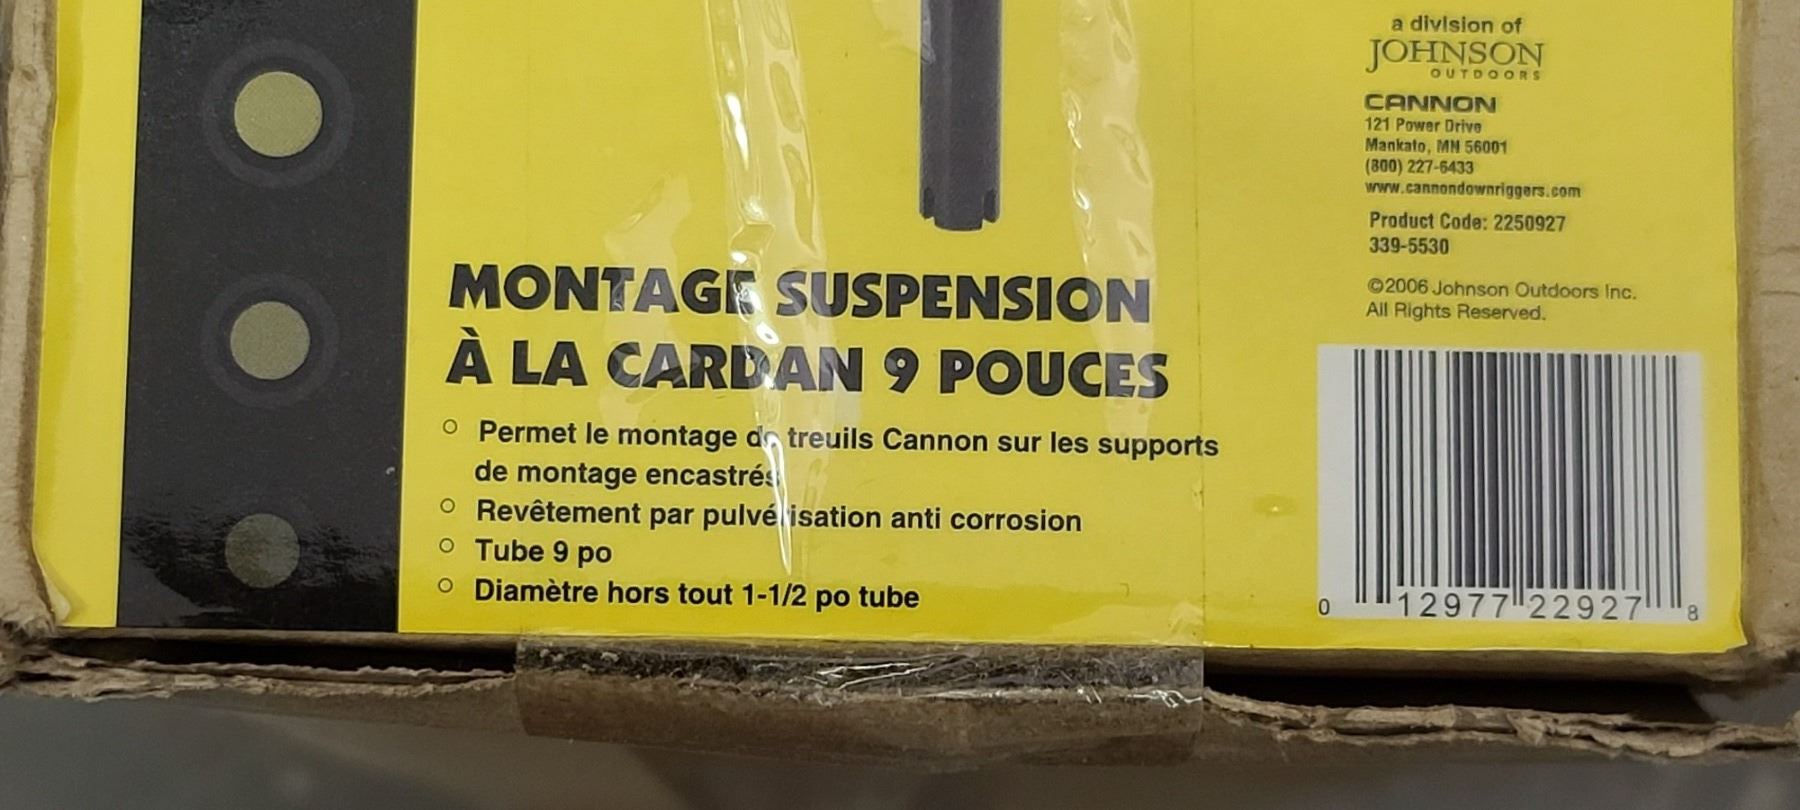 a division of
JOHNSON
OUTDOORS
CANNON
121 Power Drive
Mankato, MN 56001
(800) 227-6433
www.cannondownriggers.com
Product Code: 2250927
339-5530
©2006 Johnson Outdoors Inc.
All Rights Reserved.
MONTAGE SUSPENSION
À LA CARDAN 9 POUCES
Permet le montage de treuils Cannon sur les supports
de montage encastrés
Revêtement par pulvérisation anti corrosion
Tube 9 po
Diamètre hors tout 1-1/2 po tube
0 12977 22927 8